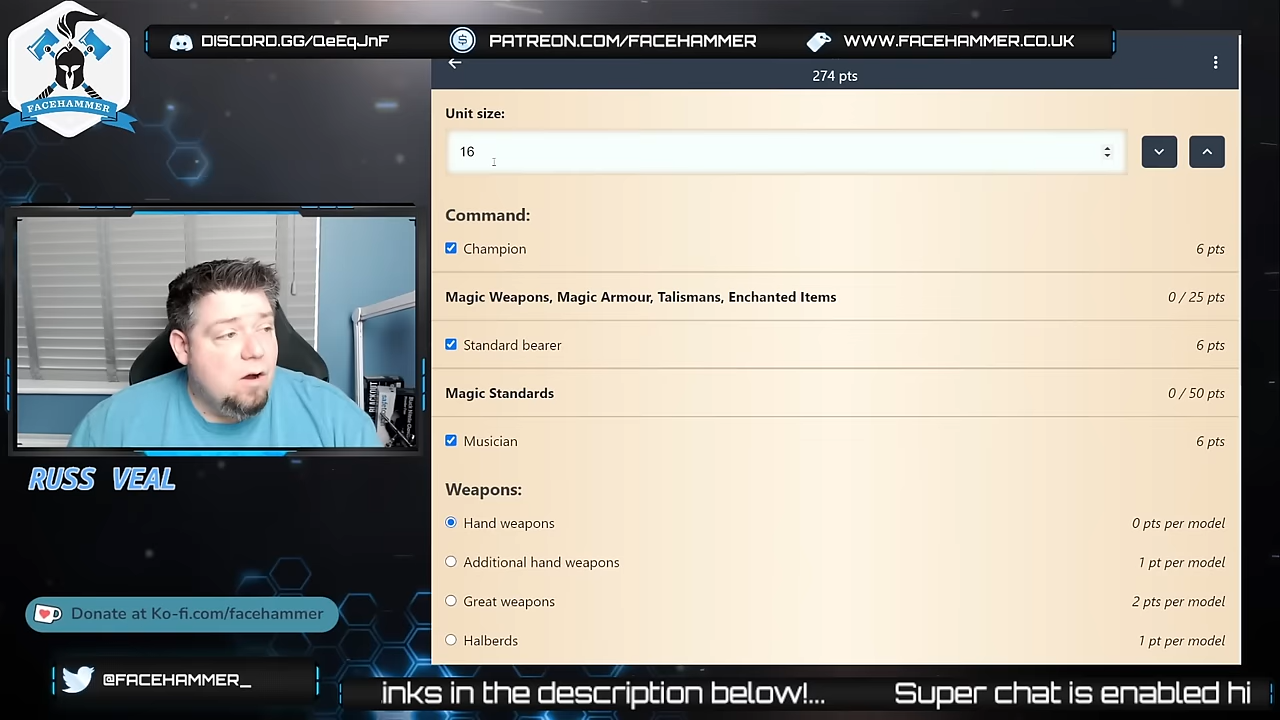 DISCORD.GG/QeEqJnF
PATREON.COM/FACEHAMMER
WWW.FACEHAMMER.CO.UK
FACEHAMMER
274 pts
Unit size:
16
Command:
Champion 6 pts
Magic Weapons, Magic Armour, Talismans, Enchanted Items 0 / 25 pts
Standard bearer 6 pts
Magic Standards 0 / 50 pts
Musician 6 pts
Weapons:
Hand weapons 0 pts per model
Additional hand weapons 1 pt per model
Great weapons 2 pts per model
Halberds 1 pt per model
RUSS VEAL
Donate at Ko-fi.com/facehammer
@FACEHAMMER_
inks in the description below!... Super chat is enabled hi